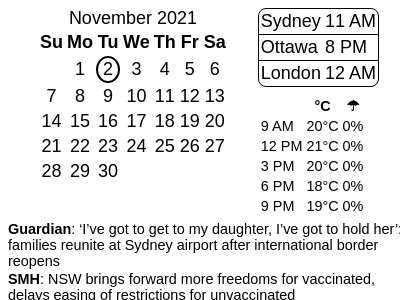 November 2021
Su Mo Tu We Th Fr Sa
1 2 3 4 5 6
7 8 9 10 11 12 13
14 15 16 17 18 19 20
21 22 23 24 25 26 27
28 29 30
Sydney 11 AM
Ottawa 8 PM
London 12 AM
°C ☂
9 AM 20°C 0%
12 PM 21°C 0%
3 PM 20°C 0%
6 PM 18°C 0%
9 PM 19°C 0%
Guardian: ‘I’ve got to get to my daughter, I’ve got to hold her’:
families reunite at Sydney airport after international border
reopens
SMH: NSW brings forward more freedoms for vaccinated,
delays easing of restrictions for unvaccinated